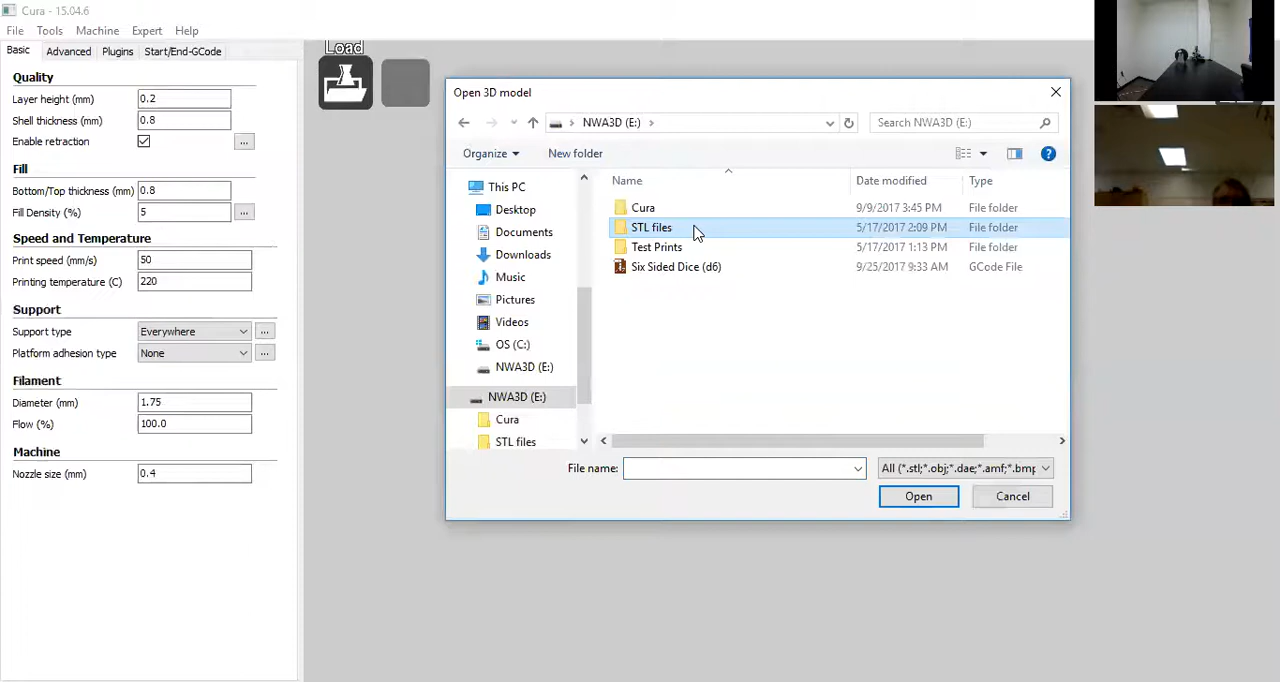 Cura - 15.04.6
File Tools Machine Expert Help
Basic Advanced Plugins Start/End-GCode
Quality
Layer height (mm) 0.2
Shell thickness (mm) 0.8
Enable retraction ...
Fill
Bottom/Top thickness (mm) 0.8
Fill Density (%) 5 ...
Speed and Temperature
Print speed (mm/s) 50
Printing temperature (C) 220
Support
Support type Everywhere ...
Platform adhesion type None ...
Filament
Diameter (mm) 1.75
Flow (%) 100.0
Machine
Nozzle size (mm) 0.4
Load
Open 3D model
NWA3D (E:) Search NWA3D (E:)
Organize New folder
This PC
Desktop
Documents
Downloads
Music
Pictures
Videos
OS (C:)
NWA3D (E:)
NWA3D (E:)
Cura
STL files
Name Date modified Type
Cura 9/9/2017 3:45 PM File folder
STL files 5/17/2017 2:09 PM File folder
Test Prints 5/17/2017 1:13 PM File folder
Six Sided Dice (d6) 9/25/2017 9:33 AM GCode File
File name: All (*.stl;*.obj;*.dae;*.amf;*.bmp
Open Cancel